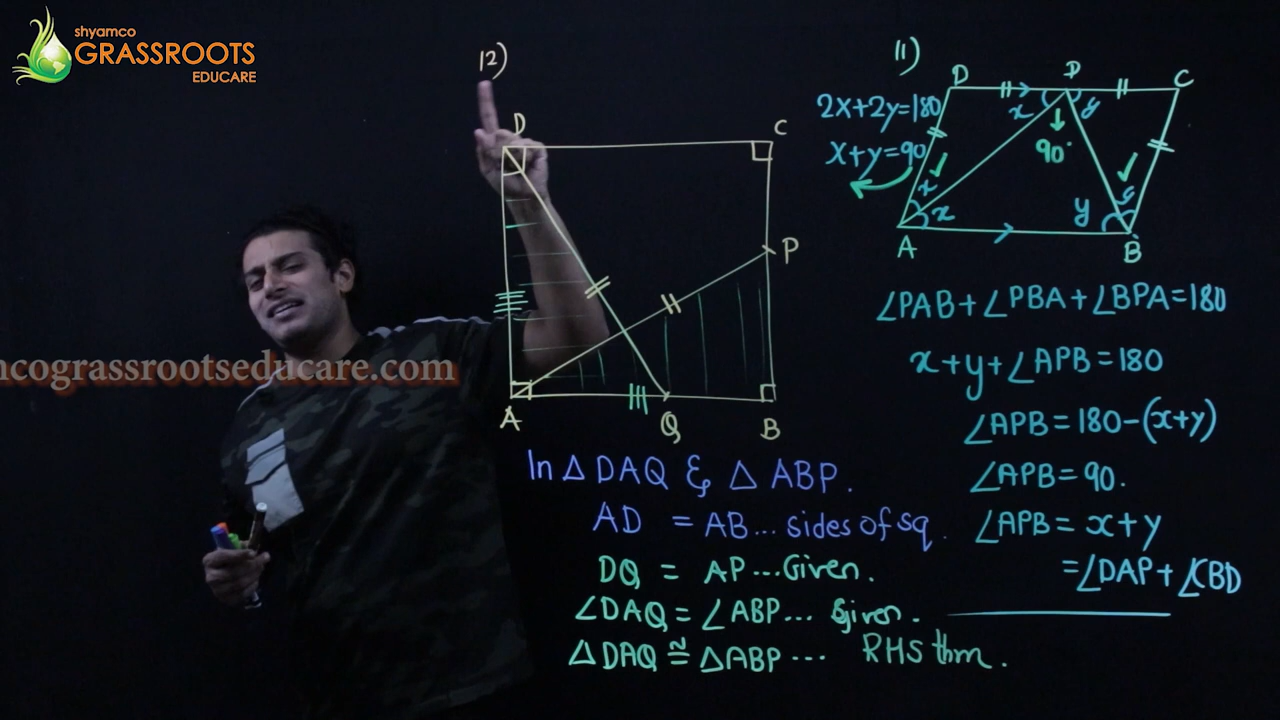 shyamco
GRASSROOTS
EDUCARE
ncograssrootseducare.com
12)
D
C
P
A
Q
B
In △ DAQ & △ ABP.
AD = AB... sides of sq.
DQ = AP... Given.
∠DAQ = ∠ABP... Given.
△DAQ ≅ △ABP... RHS thm.
11)
D
P
C
2x+2y=180
x+y=90
x
y
90°
x
x
y
y
A
B
∠PAB+∠PBA+∠BPA=180
x+y+∠APB=180
∠APB=180-(x+y)
∠APB=90.
∠APB=x+y
=∠DAP+∠CBD